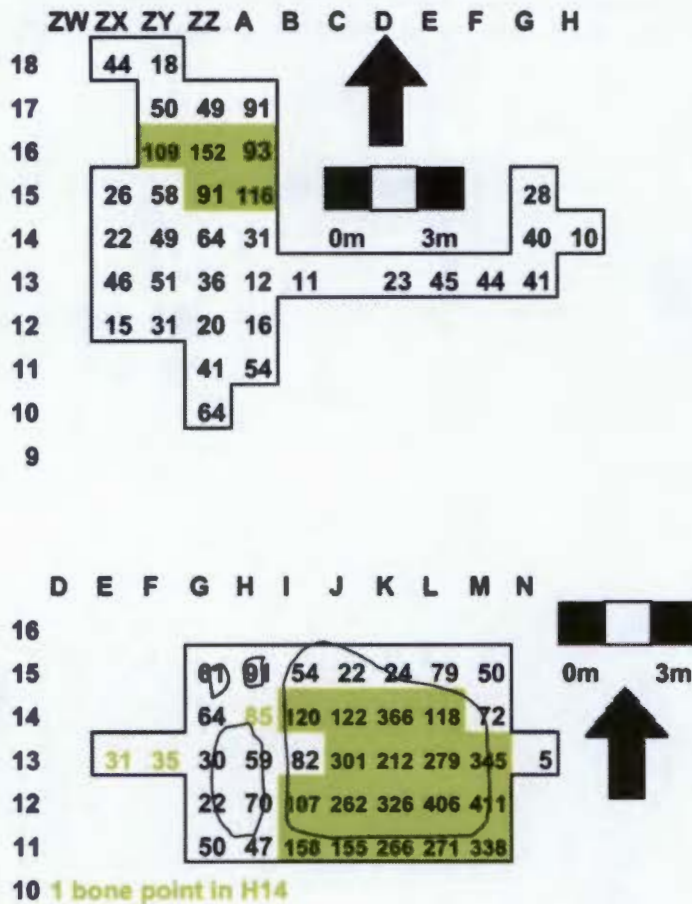 ZW ZX ZY ZZ A B C D E F G H
18 44 18
17 50 49 91
16 109 152 93
15 26 58 91 116 28
14 22 49 64 31 0m 3m 40 10
13 46 51 36 12 11 23 45 44 41
12 15 31 20 16
11 41 54
10 64
9
D E F G H I J K L M N
16
15 61 91 54 22 24 79 50 0m 3m
14 64 85 120 122 366 118 72
13 31 35 30 59 82 301 212 279 345 5
12 22 70 107 262 326 406 411
11 50 47 158 155 266 271 338
10 1 bone point in H14